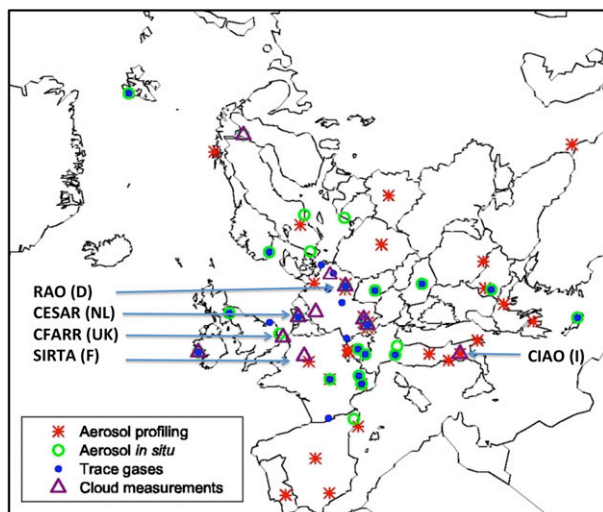 RAO (D)
CESAR (NL)
CFARR (UK)
SIRTA (F)
CIAO (I)
Aerosol profiling
Aerosol in situ
Trace gases
Cloud measurements